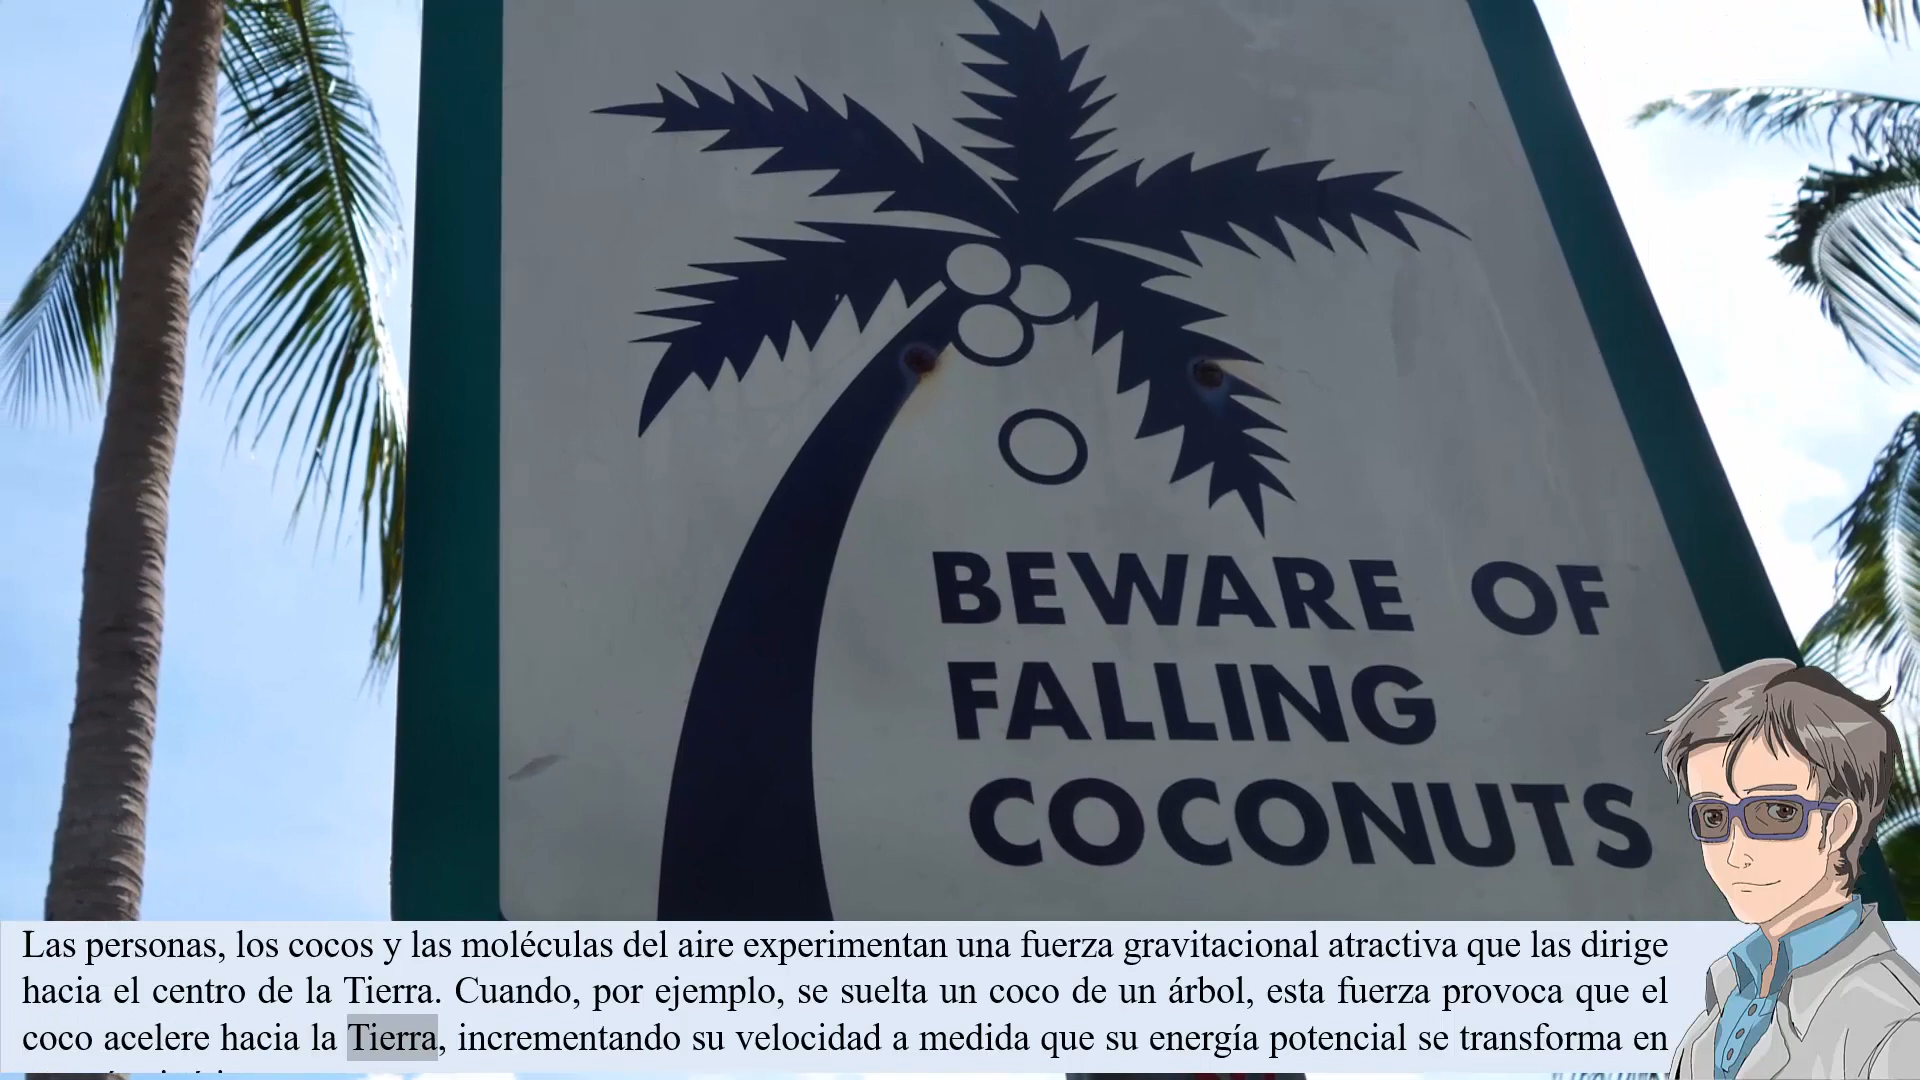 BEWARE OF
FALLING
COCONUTS
Las personas, los cocos y las moléculas del aire experimentan una fuerza gravitacional atractiva que las dirige
hacia el centro de la Tierra. Cuando, por ejemplo, se suelta un coco de un árbol, esta fuerza provoca que el
coco acelere hacia la Tierra, incrementando su velocidad a medida que su energía potencial se transforma en